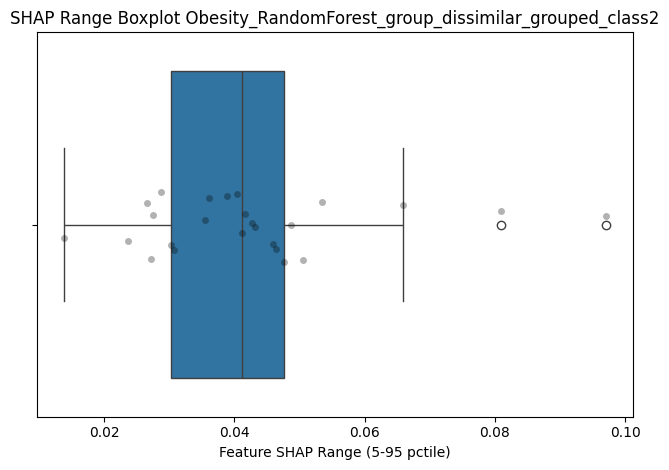 SHAP Range Boxplot Obesity_RandomForest_group_dissimilar_grouped_class2
0.02 0.04 0.06 0.08 0.10
Feature SHAP Range (5-95 pctile)